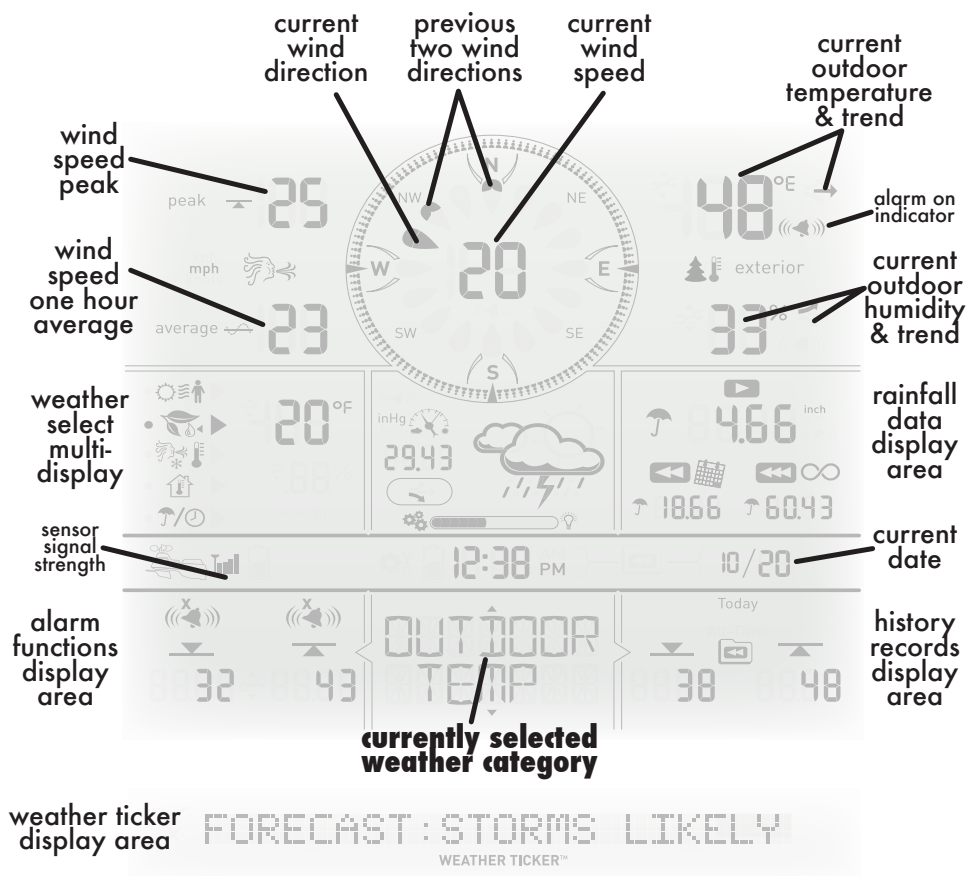 current
wind
direction
previous
two wind
directions
current
wind
speed
current
outdoor
temperature
& trend
wind
speed
peak
peak
25
N
NW
NE
48
°E
alarm on
indicator
wind
speed
one hour
average
mph
W
20
E
exterior
current
outdoor
humidity
& trend
average
23
SW
SE
S
33 %
weather
select
multi-
display
20 °F
inHg
29.43
4.66 inch
18.66
60.43
rainfall
data
display
area
sensor
signal
strength
12:38 PM
10/20
current
date
alarm
functions
display
area
X
X
32
43
OUTDOOR
TEMP
Today
38
48
history
records
display
area
currently selected
weather category
weather ticker
display area
FORECAST:STORMS LIKELY
WEATHER TICKER™